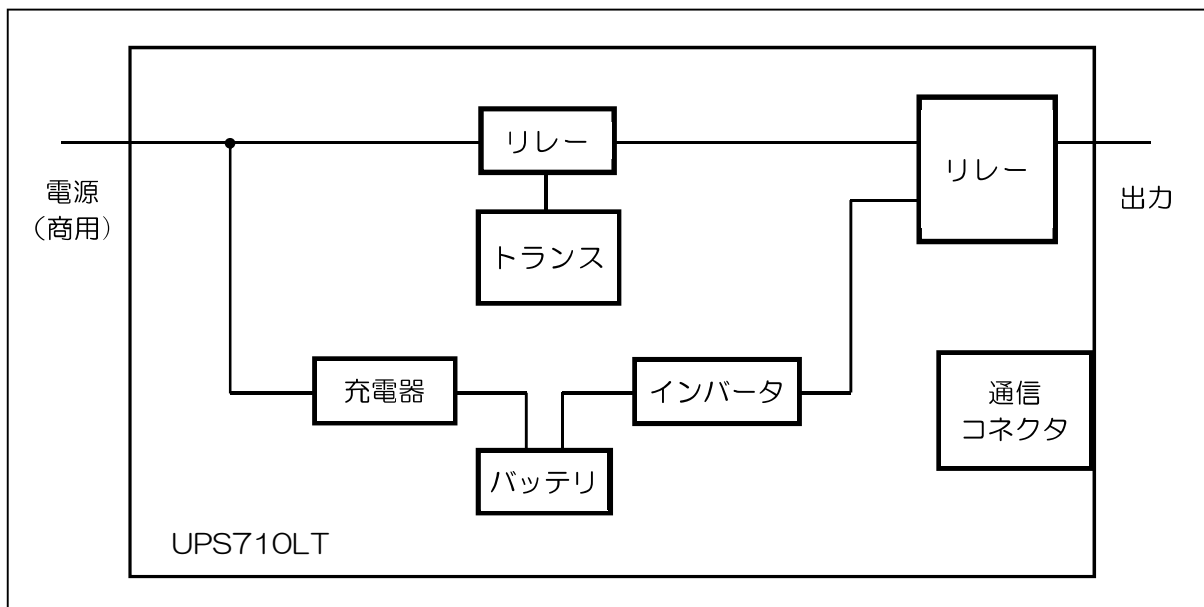 リレー
リレー
電源
（商用）
出力
トランス
充電器
インバータ
通信
コネクタ
バッテリ
UPS710LT